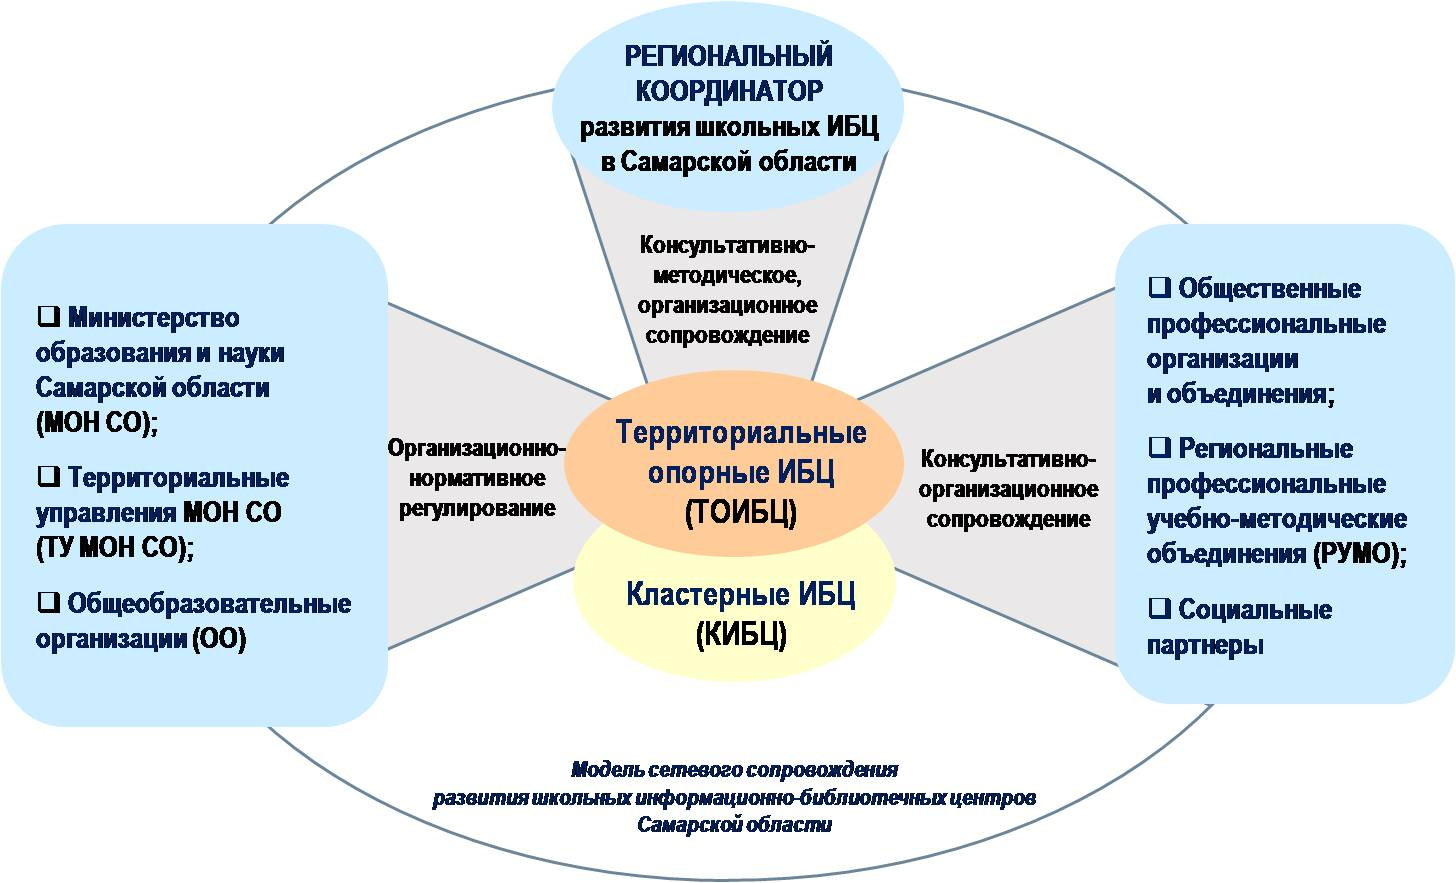 РЕГИОНАЛЬНЫЙ
КООРДИНАТОР
развития школьных ИБЦ
в Самарской области
Консультативно-
методическое,
организационное
сопровождение
❑ Министерство
образования и науки
Самарской области
(МОН СО);
❑ Территориальные
управления МОН СО
(ТУ МОН СО);
❑ Общеобразовательные
организации (ОО)
Организационно-
нормативное
регулирование
Территориальные
опорные ИБЦ
(ТОИБЦ)
Кластерные ИБЦ
(КИБЦ)
Консультативно-
организационное
сопровождение
❑ Общественные
профессиональные
организации
и объединения;
❑ Региональные
профессиональные
учебно-методические
объединения (РУМО);
❑ Социальные
партнеры
Модель сетевого сопровождения
развития школьных информационно-библиотечных центров
Самарской области